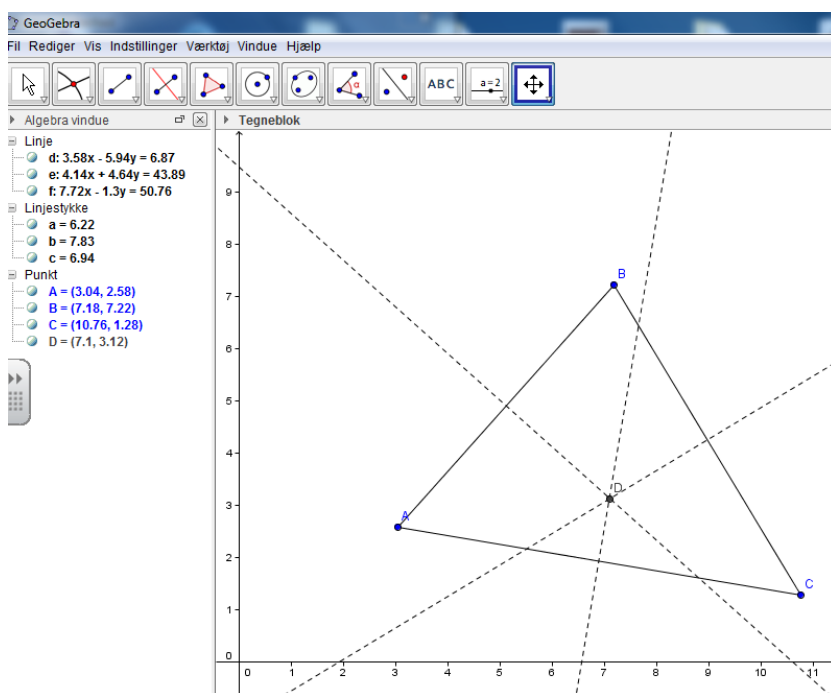 GeoGebra
Fil Rediger Vis Indstillinger Værktøj Vindue Hjælp
ABC a=2
Algebra vindue
Tegneblok
Linje
d: 3.58x - 5.94y = 6.87
e: 4.14x + 4.64y = 43.89
f: 7.72x - 1.3y = 50.76
Linjestykke
a = 6.22
b = 7.83
c = 6.94
Punkt
A = (3.04, 2.58)
B = (7.18, 7.22)
C = (10.76, 1.28)
D = (7.1, 3.12)
9
8
B
7
6
5
4
3
D
A
2
C
1
0
0 1 2 3 4 5 6 7 8 9 10 11